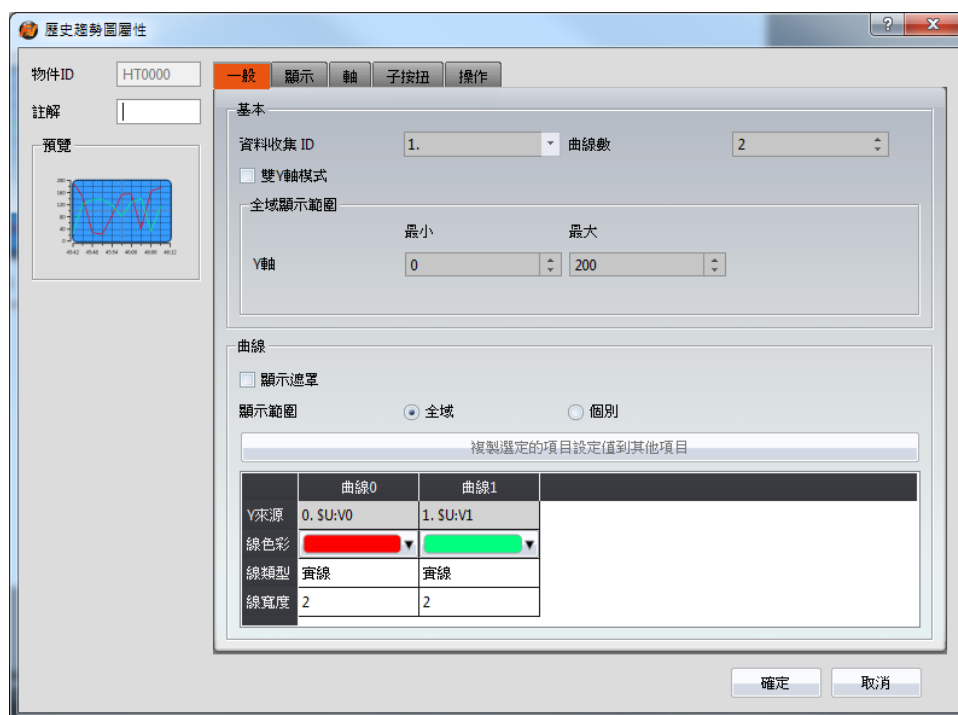 歷史趨勢圖屬性
物件ID HT0000
註解
預覽
一般 顯示 軸 子按扭 操作
基本
資料收集 ID 1. 曲線數 2
雙Y軸模式
全域顯示範圍
最小 最大
Y軸 0 200
曲線
顯示遮罩
顯示範圍 全域 個別
複製選定的項目設定值到其他項目
曲線0 曲線1
Y來源 0. $U:V0 1. $U:V1
線色彩
線類型 實線 實線
線寬度 2 2
確定 取消